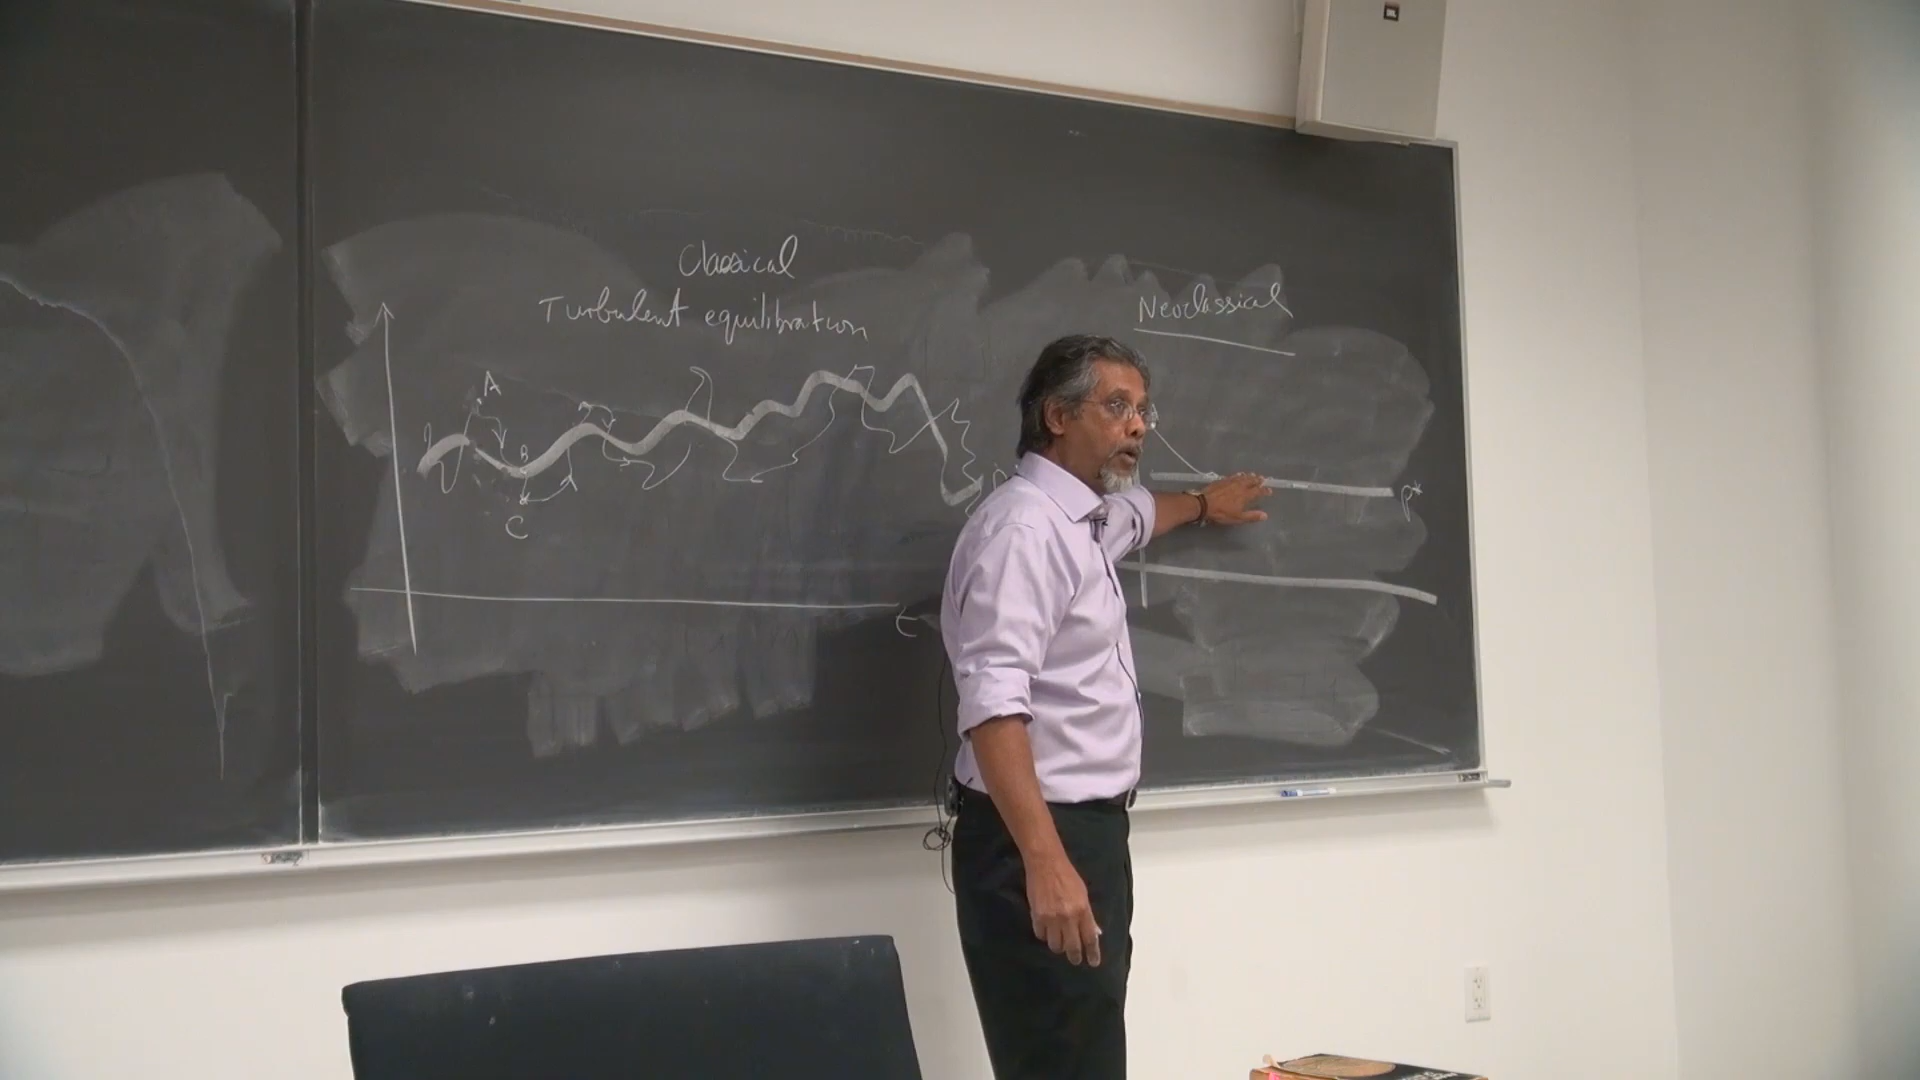 Classical
Turbulent equilibration
Neoclassical
A
B
C
P*
t